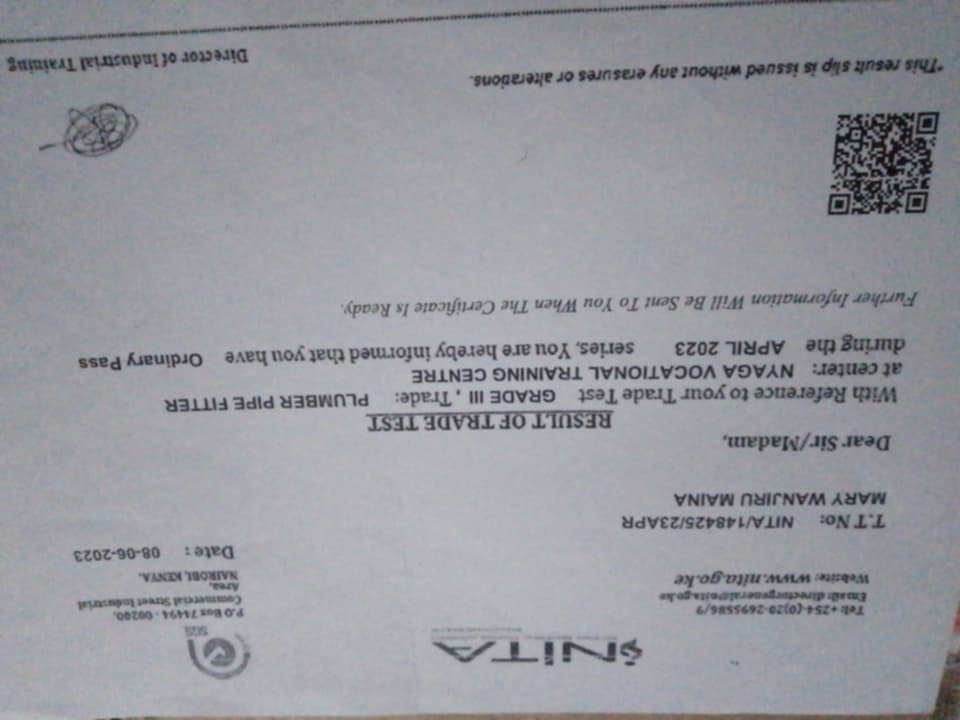 NITA
SGS
Tel: +254-(0)20-2695586/9
Email: directorgeneral@nita.go.ke
Website: www.nita.go.ke
P.O Box 74494 - 00200,
Commercial Street Industrial
Area,
NAIROBI, KENYA.
Date : 08-06-2023
T.T No: NITA/148425/23APR
MARY WANJIRU MAINA
Dear Sir/Madam,
RESULT OF TRADE TEST
With Reference to your Trade Test GRADE III , Trade: PLUMBER PIPE FITTER
at center: NYAGA VOCATIONAL TRAINING CENTRE
during the APRIL 2023 series, You are hereby informed that you have Ordinary Pass
Further Information Will Be Sent To You When The Certificate Is Ready.
*This result slip is issued without any erasures or alterations.
Director of Industrial Training